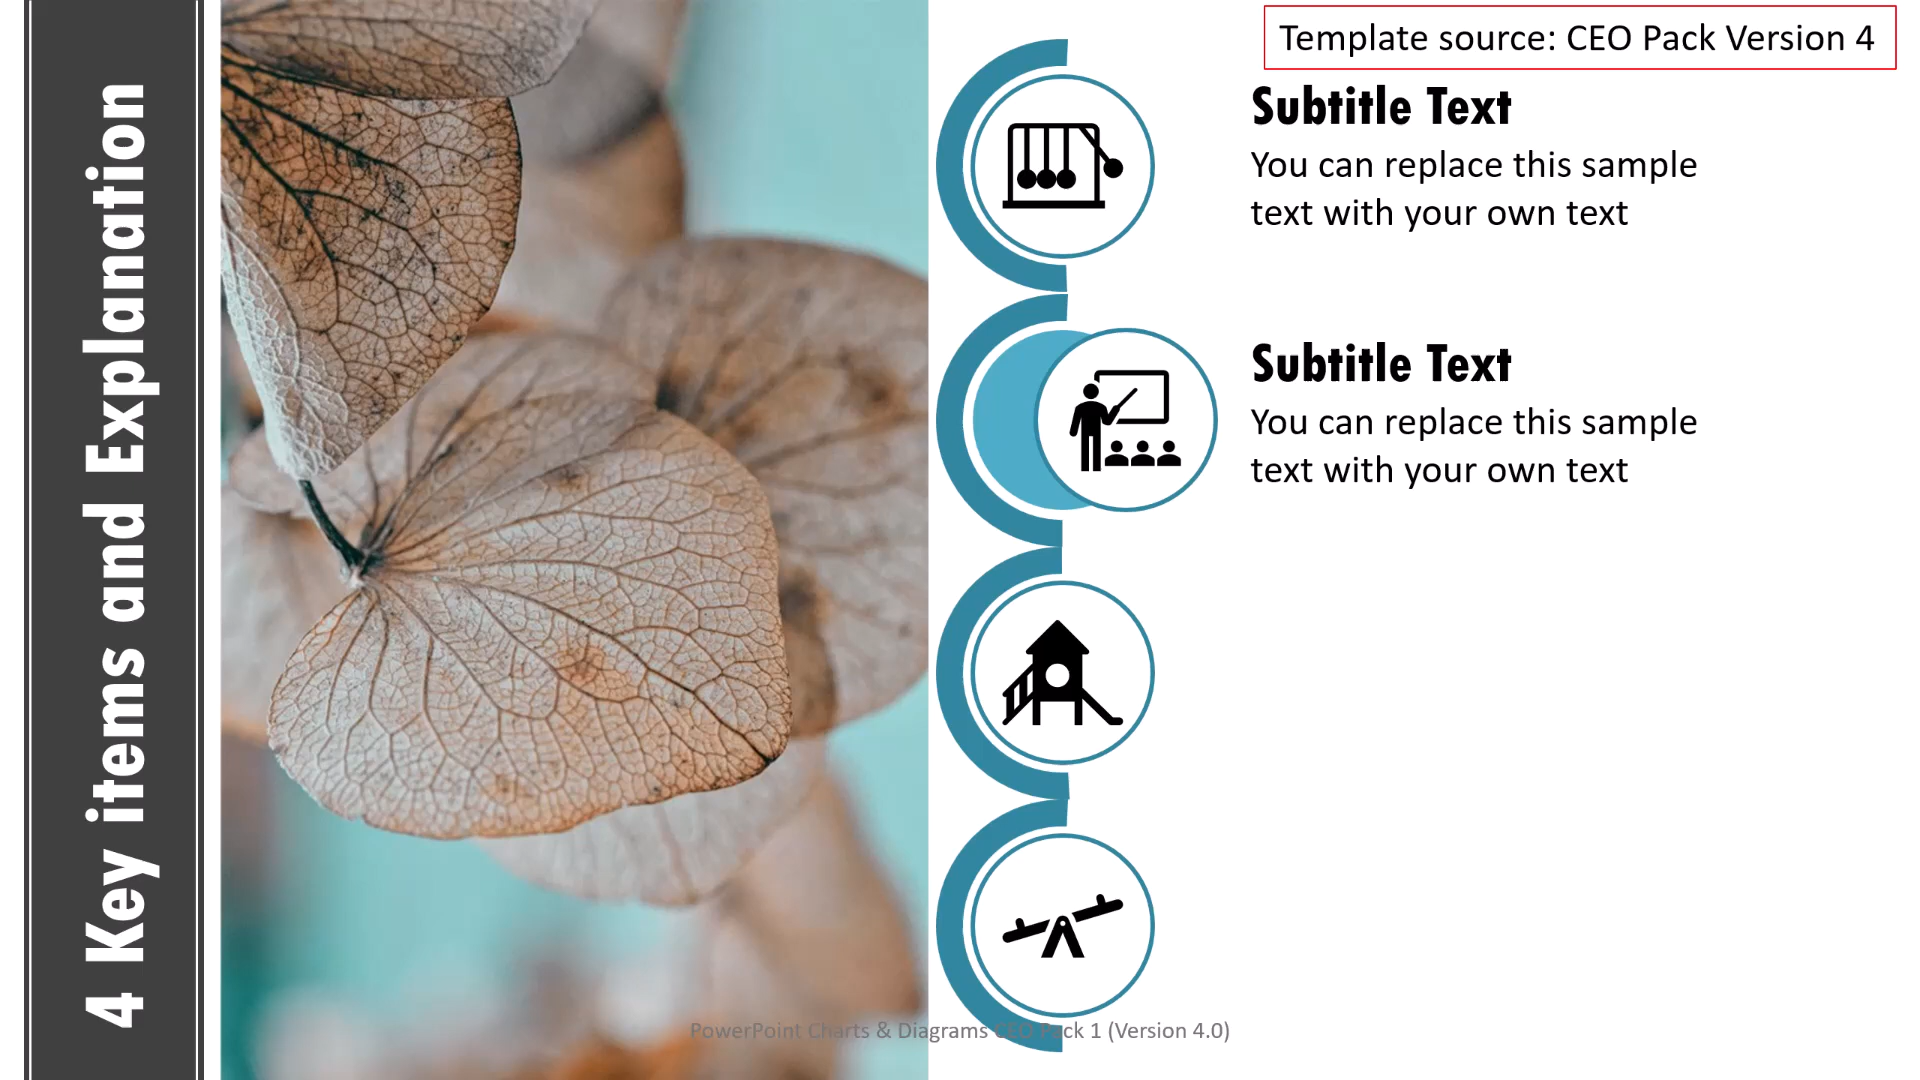 4 Key items and Explanation
Template source: CEO Pack Version 4
Subtitle Text
You can replace this sample
text with your own text
Subtitle Text
You can replace this sample
text with your own text
PowerPoint Charts & Diagrams CEO Pack 1 (Version 4.0)